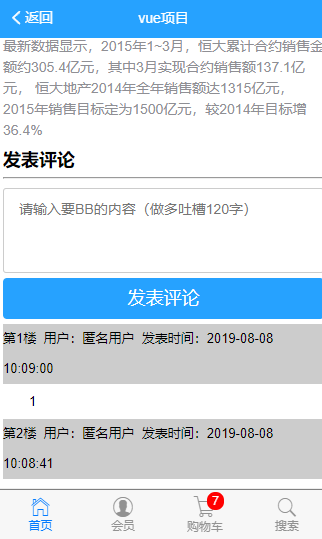 返回 vue项目
最新数据显示，2015年1~3月，恒大累计合约销售金
额约305.4亿元，其中3月实现合约销售额137.1亿
元， 恒大地产2014年全年销售额达1315亿元，
2015年销售目标定为1500亿元，较2014年目标增
36.4%
发表评论
请输入要BB的内容（做多吐槽120字）
发表评论
第1楼 用户：匿名用户 发表时间：2019-08-08
10:09:00
1
第2楼 用户：匿名用户 发表时间：2019-08-08
10:08:41
7
首页 会员 购物车 搜索